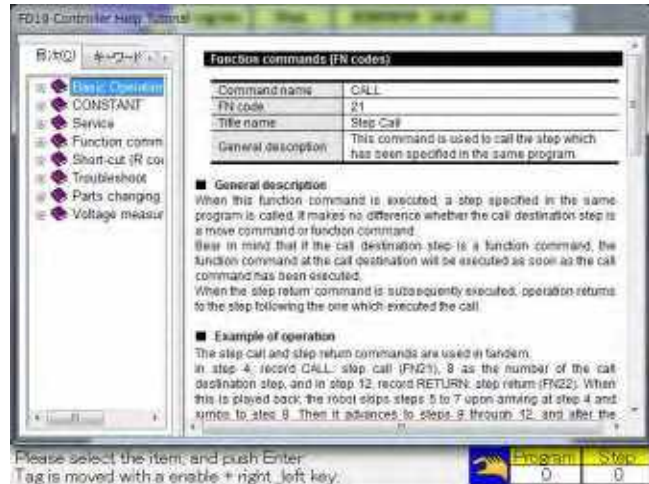 FD19 Controller Help Tutorial
目次(C)
キーワード
Basic Operation
CONSTANT
Service
Function comm
Short-cut (R cod
Troubleshoot
Parts changing
Voltage measur
Function commands (FN codes)
Command name CALL
FN code 21
Title name Step Call
General description This command is used to call the step which
has been specified in the same program.
■ General description
When this function command is executed, a step specified in the same
program is called. It makes no difference whether the call destination step is
a move command or function command.
Bear in mind that if the call destination step is a function command, the
function command at the call destination will be executed as soon as the call
command has been executed.
When the step return command is subsequently executed, operation returns
to the step following the one which executed the call.
■ Example of operation
The step call and step return commands are used in tandem.
In step 4, record CALL: step call (FN21), 8 as the number of the call
destination step, and in step 12, record RETURN: step return (FN22). When
this is played back, the robot skips steps 5 to 7 upon arriving at step 4 and
jumps to step 8. Then it advances to steps 9 through 12, and after the
Please select the item, and push Enter
Tag is moved with a enable + right left key.
Program Step
0 0